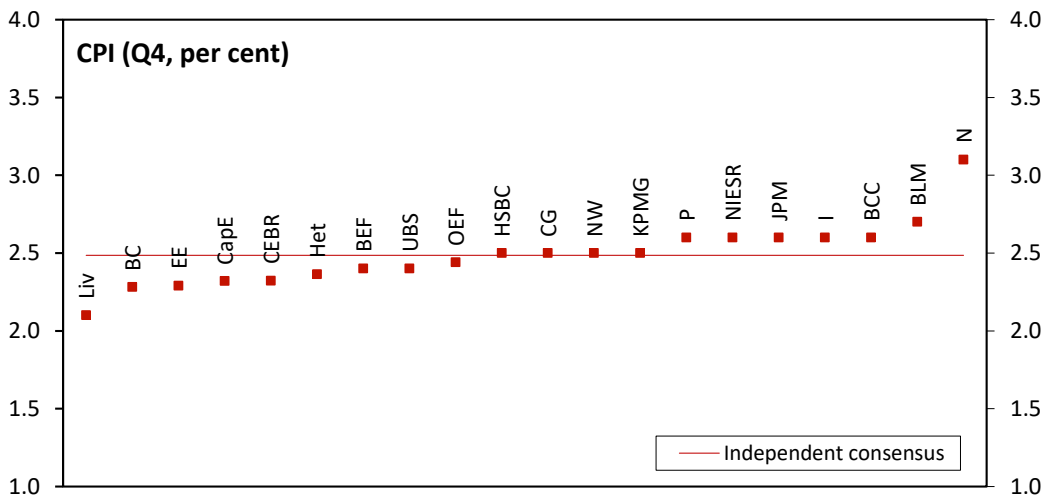 CPI (Q4, per cent)
4.0
3.5
3.0
2.5
2.0
1.5
1.0
4.0
3.5
3.0
2.5
2.0
1.5
1.0
Liv
BC
EE
CapE
CEBR
Het
BEF
UBS
OEF
HSBC
CG
NW
KPMG
P
NIESR
JPM
I
BCC
BLM
N
Independent consensus